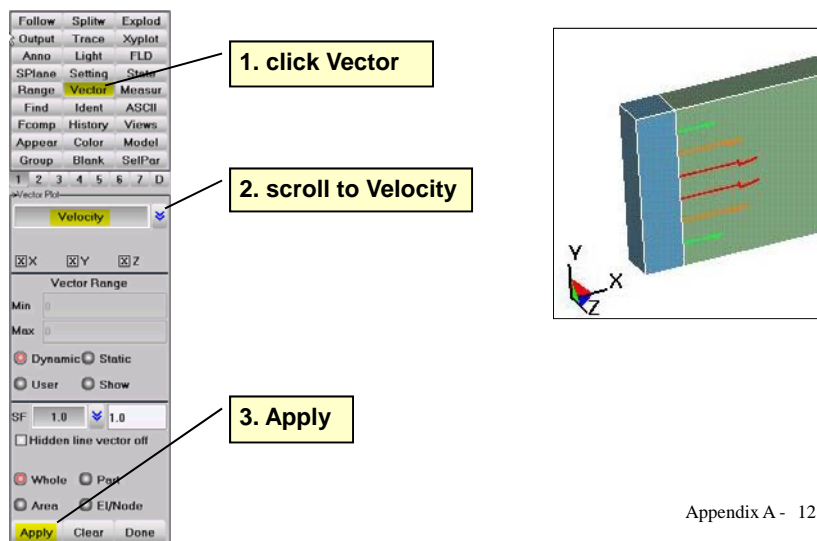 Follow Splitw Explod
Output Trace Xyplot
Anno Light FLD
SPlane Setting State
Range Vector Measur
Find Ident ASCII
Fcomp History Views
Appear Color Model
Group Blank SelPar
1 2 3 4 5 6 7 D
Vector Plot
Velocity
X X X Y X Z
Vector Range
Min 0
Max 0
Dynamic Static
User Show
SF 1.0 1.0
Hidden line vector off
Whole Part
Area El/Node
Apply Clear Done
1. click Vector
2. scroll to Velocity
3. Apply
Y
X
Z
Appendix A - 12